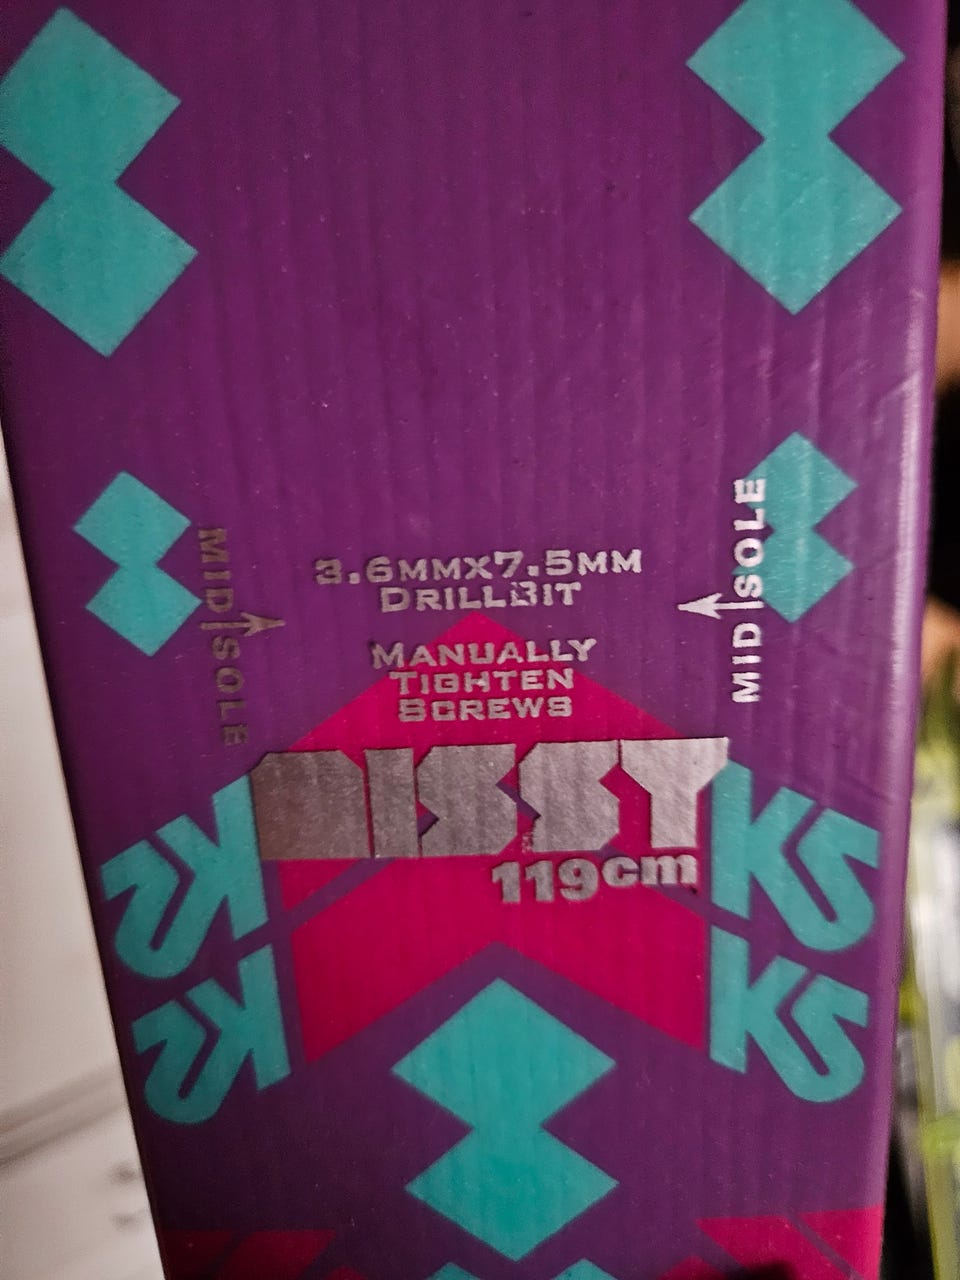 3.6MMX7.5MM
DRILLBIT
MID|SOLE
MID|SOLE
MANUALLY
TIGHTEN
SCREWS
MISSY
119cm